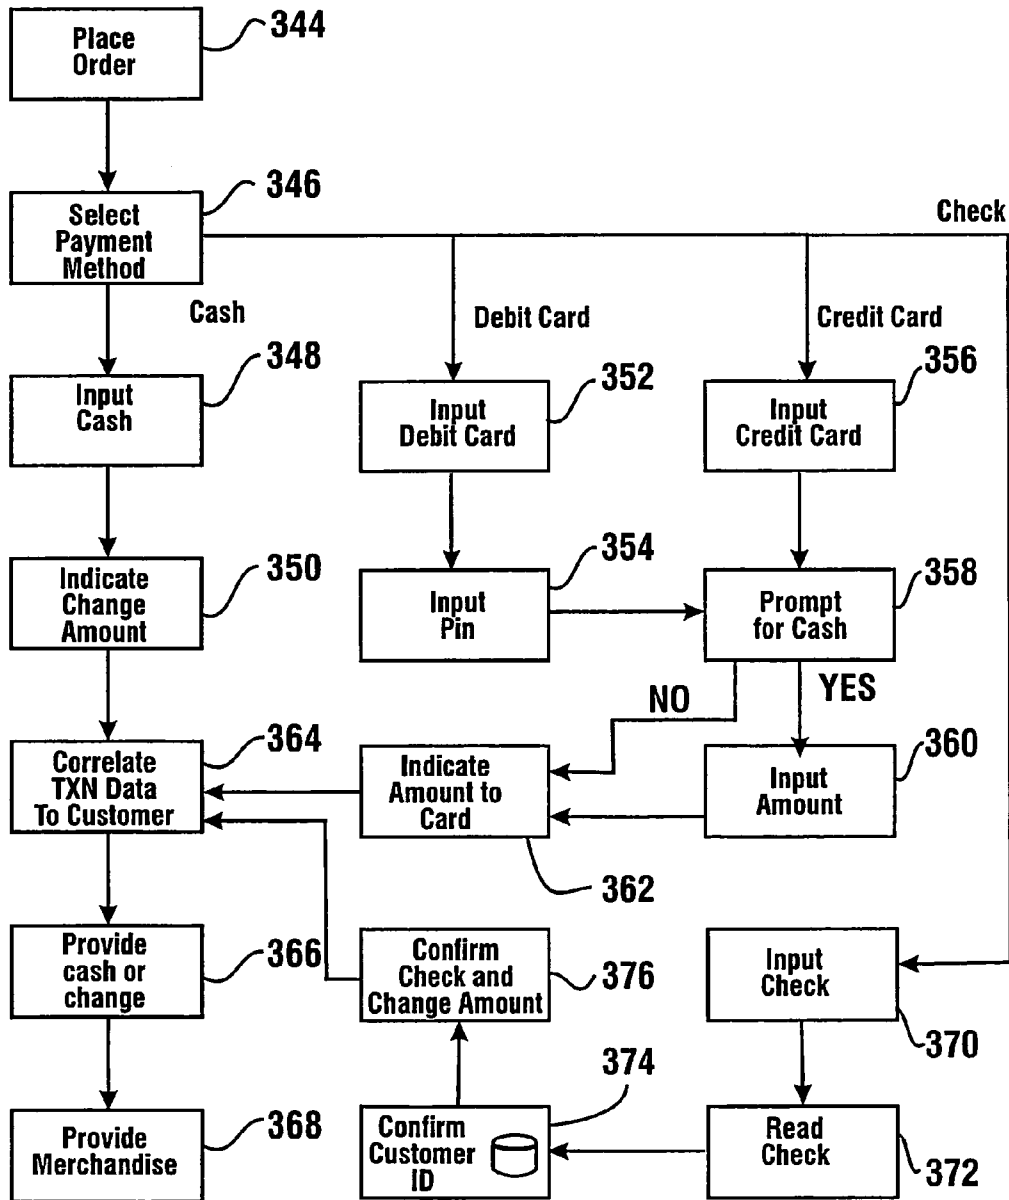 Place
Order
344
Select
Payment
Method
346
Check
Cash
Debit Card
Credit Card
Input
Cash
348
Input
Debit Card
352
Input
Credit Card
356
Indicate
Change
Amount
350
Input
Pin
354
Prompt
for Cash
358
NO
YES
Correlate
TXN Data
To Customer
364
Indicate
Amount to
Card
362
Input
Amount
360
Provide
cash or
change
366
Confirm
Check and
Change Amount
376
Input
Check
370
Provide
Merchandise
368
Confirm
Customer
ID
374
Read
Check
372